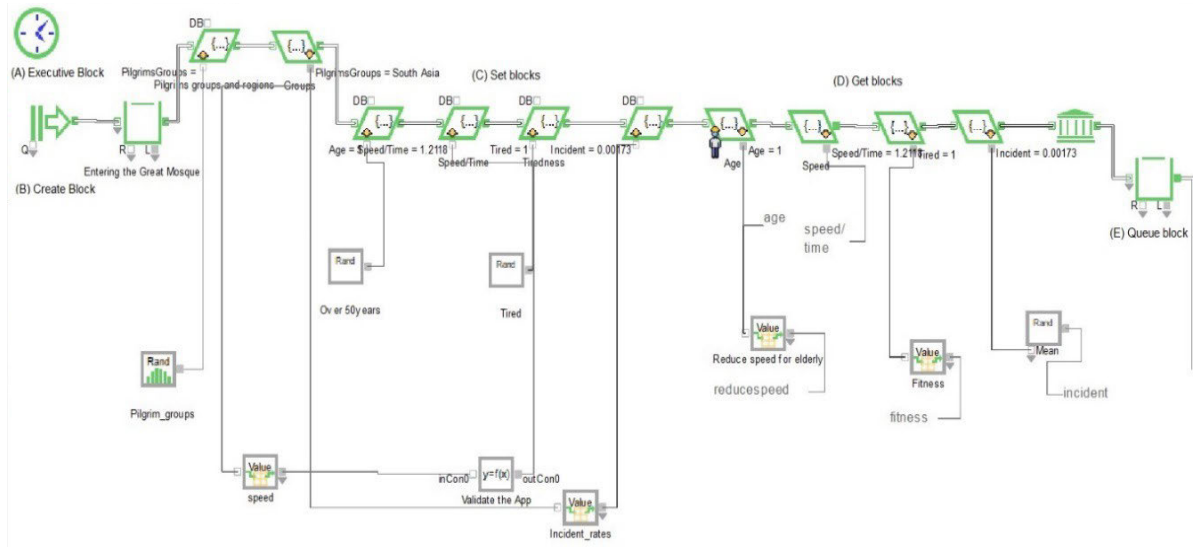 DB
{...}
{...}
(A) Executive Block
PilgrimsGroups =
Pilgrims groups and regions
Groups
PilgrimsGroups = South Asia
(C) Set blocks
(D) Get blocks
DB
DB
DB
DB
{...}
{...}
{...}
{...}
{...}
{...}
{...}
{...}
Q
R
L
Entering the Great Mosque
(B) Create Block
Age = 1
Speed/Time = 1.2118
Speed/Time
Tired = 1
Tiredness
Incident = 0.00173
Age
Age = 1
Speed
Speed/Time = 1.2118
Tired = 1
Incident = 0.00173
R
L
(E) Queue block
age
speed/
time
Rand
Over 50years
Rand
Tired
Value
Reduce speed for elderly
reducespeed
Value
Fitness
fitness
Rand
Mean
incident
Rand
Pilgrim_groups
Value
speed
inCon0
y=f(x)
outCon0
Validate the App
Value
Incident_rates